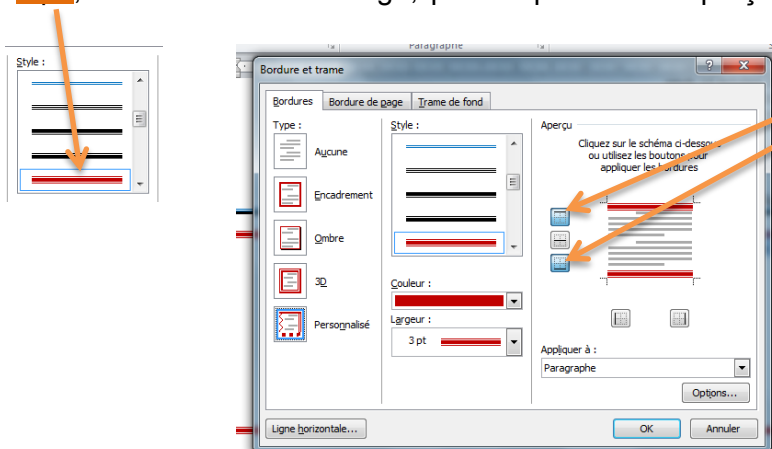 Paragraphe
Style :
Bordure et trame
Bordures Bordure de page Trame de fond
Type :
Aucune
Encadrement
Ombre
3D
Personnalisé
Style :
Couleur :
Largeur :
3 pt
Aperçu
Cliquez sur le schéma ci-dessous
ou utilisez les boutons pour
appliquer les bordures
Appliquer à :
Paragraphe
Options...
Ligne horizontale...
OK
Annuler